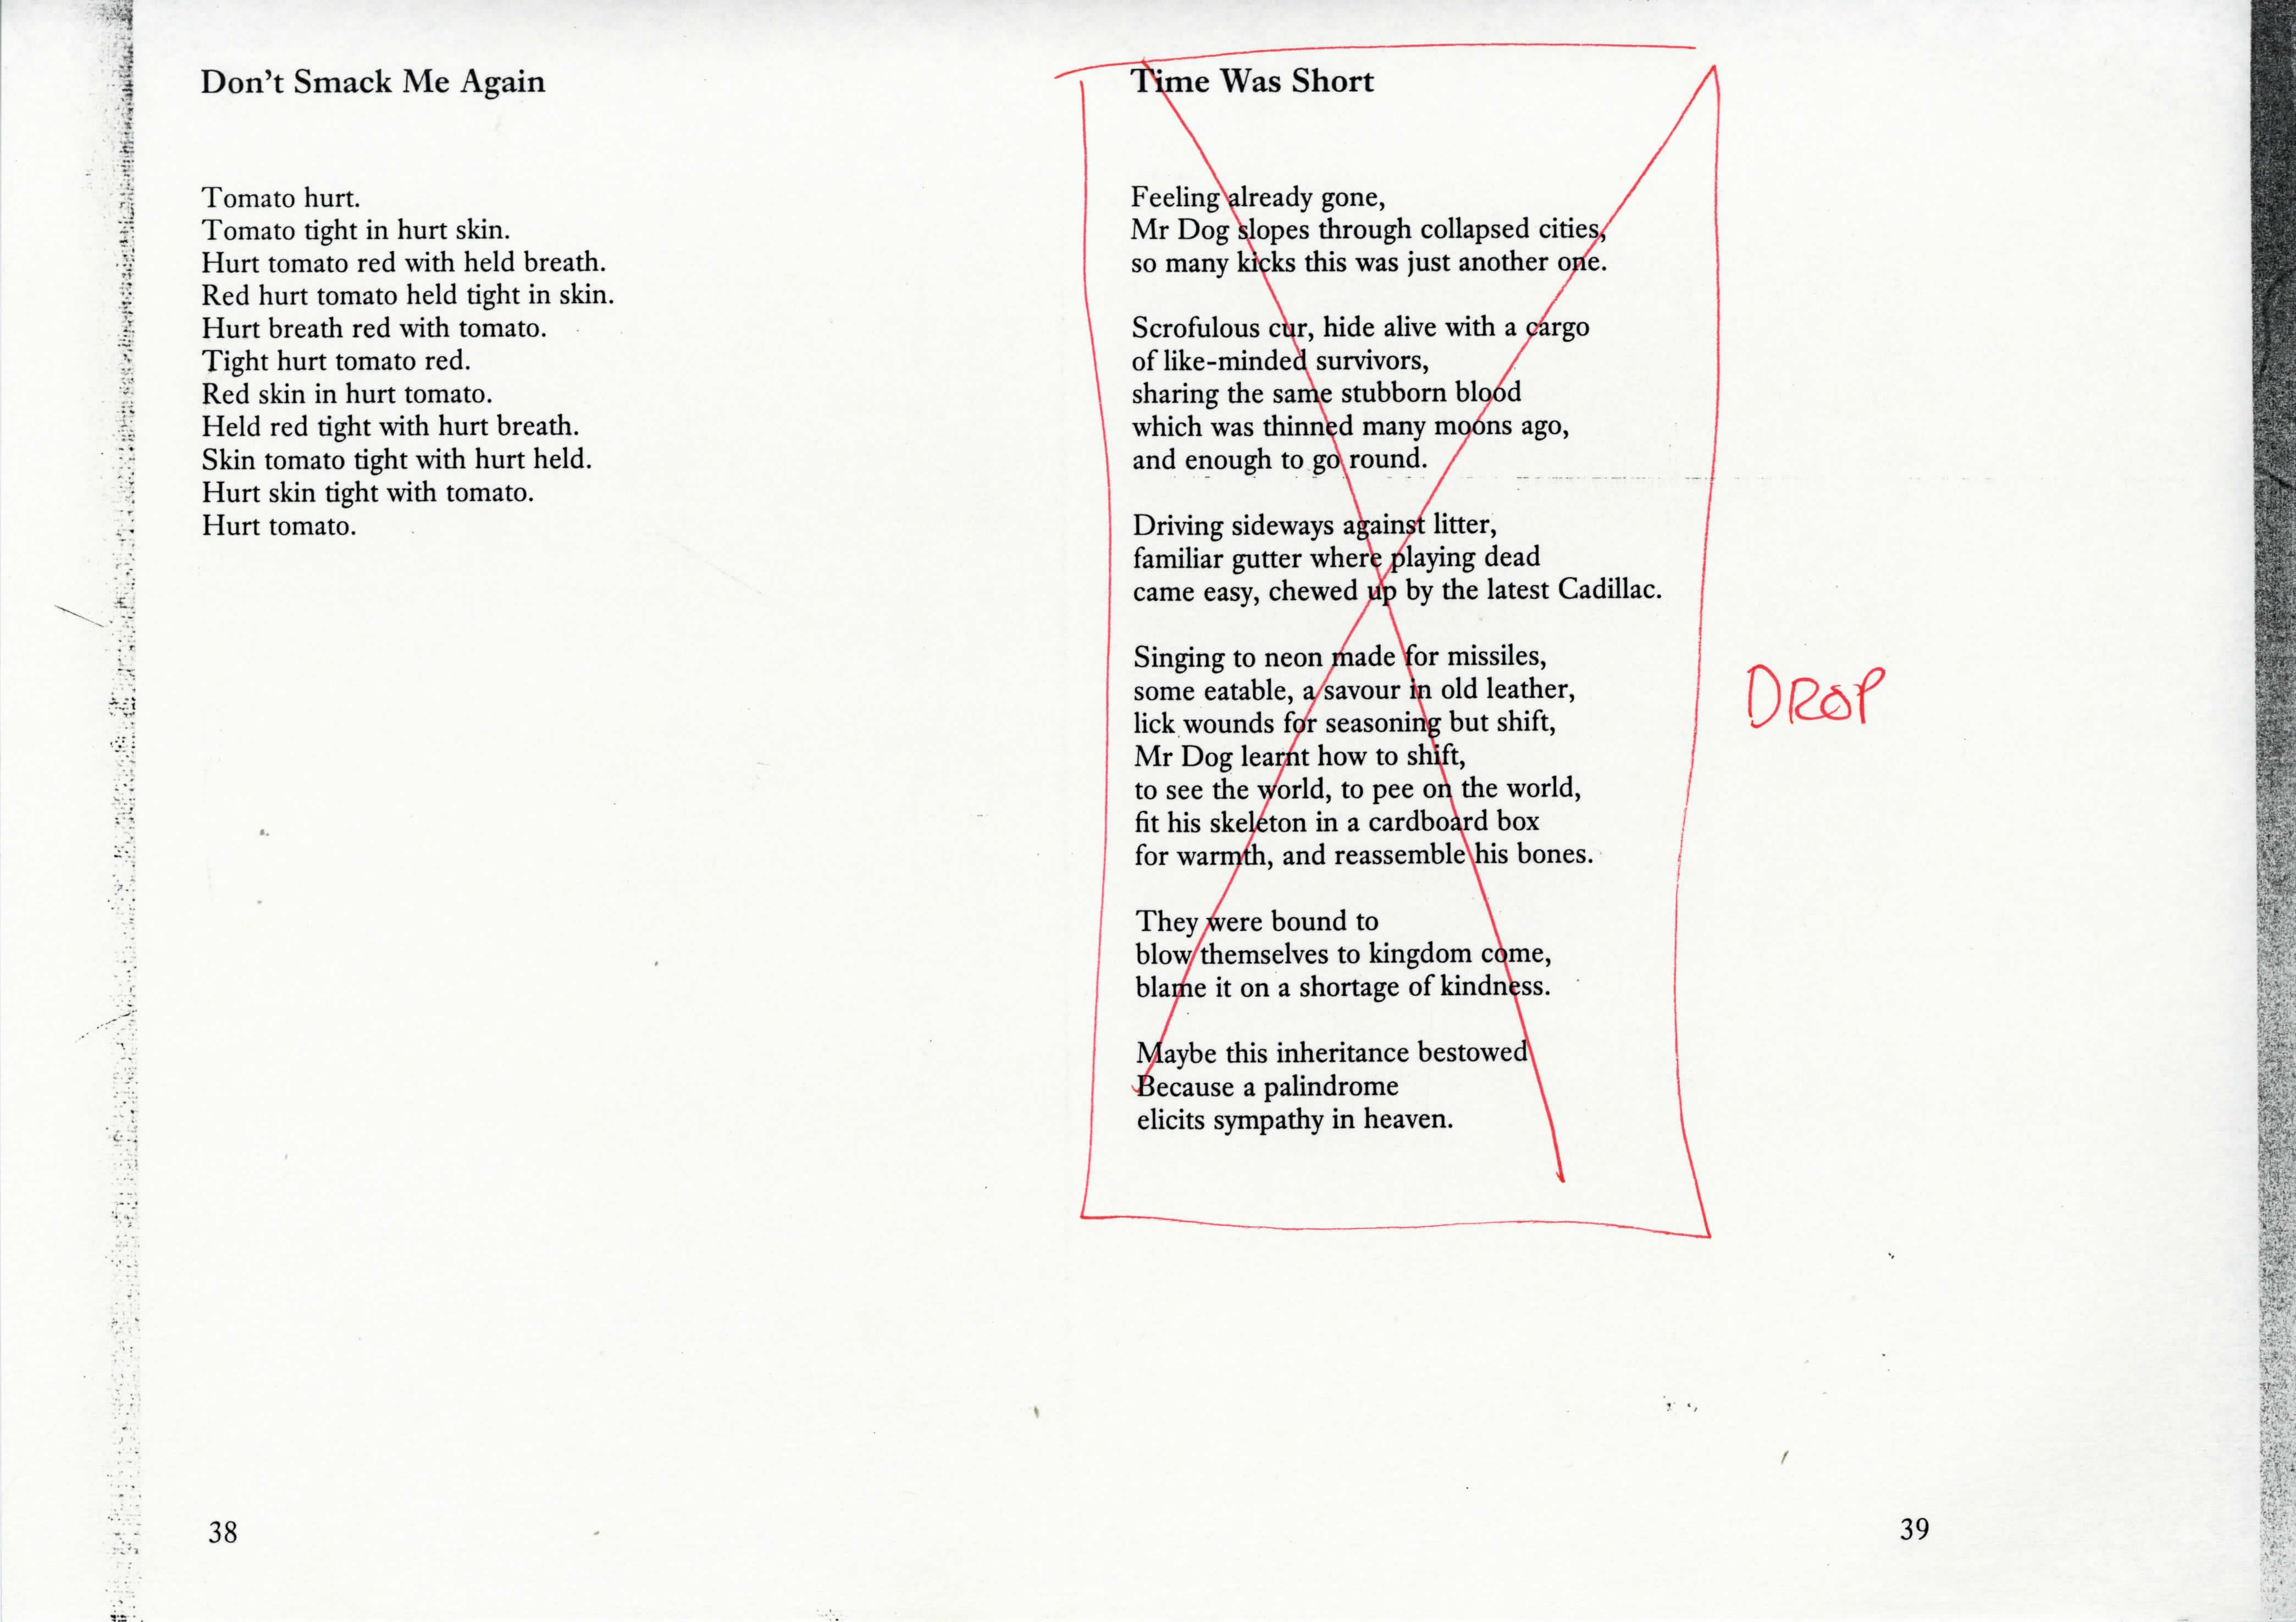 Don't Smack Me Again
Tomato hurt.
Tomato tight in hurt skin.
Hurt tomato red with held breath.
Red hurt tomato held tight in skin.
Hurt breath red with tomato.
Tight hurt tomato red.
Red skin in hurt tomato.
Held red tight with hurt breath.
Skin tomato tight with hurt held.
Hurt skin tight with tomato.
Hurt tomato.
38
Time Was Short
Feeling already gone,
Mr Dog slopes through collapsed cities,
so many kicks this was just another one.
Scrofulous cur, hide alive with a cargo
of like-minded survivors,
sharing the same stubborn blood
which was thinned many moons ago,
and enough to go round.
Driving sideways against litter,
familiar gutter where playing dead
came easy, chewed up by the latest Cadillac.
Singing to neon made for missiles,
some eatable, a savour in old leather,
lick wounds for seasoning but shift,
Mr Dog learnt how to shift,
to see the world, to pee on the world,
fit his skeleton in a cardboard box
for warmth, and reassemble his bones.
They were bound to
blow themselves to kingdom come,
blame it on a shortage of kindness.
Maybe this inheritance bestowed
Because a palindrome
elicits sympathy in heaven.
DROP
39